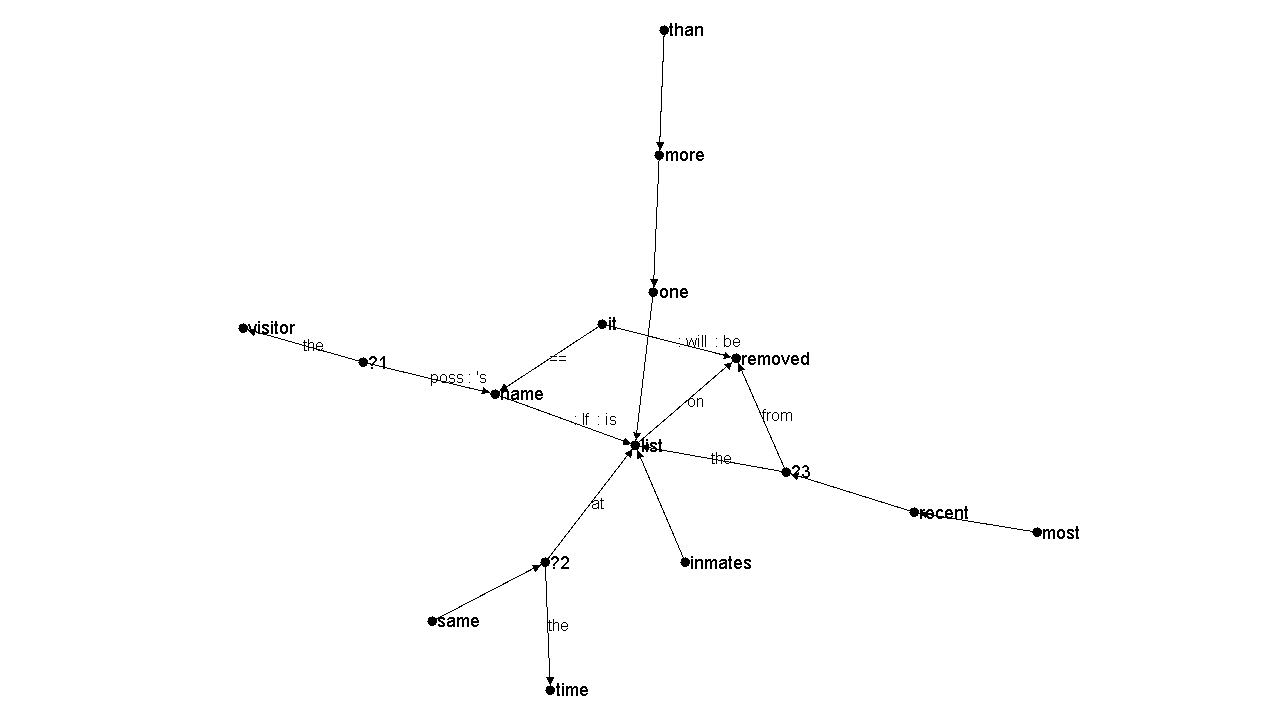 than
more
one
it
visitor
the
: will : be
?1
== 
removed
poss : 's
name
on
from
: If : is
list
the
?3
at
recent
most
?2
inmates
same
the
time